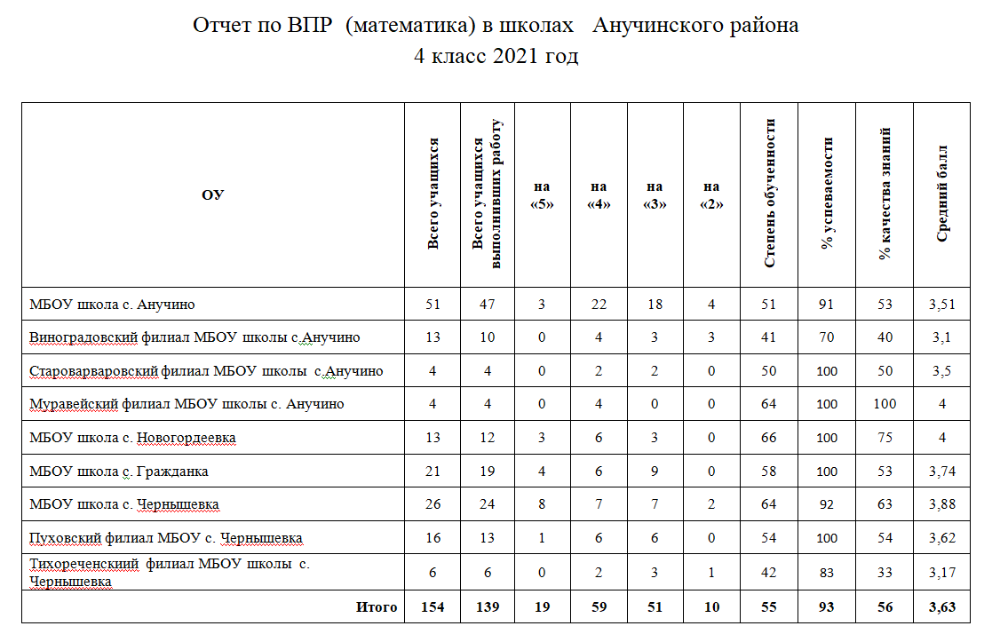 Отчет по ВПР (математика) в школах Анучинского района
4 класс 2021 год
ОУ
Всего учащихся
Всего учащихся
выполнивших работу
на
«5»
на
«4»
на
«3»
на
«2»
Степень обученности
% успеваемости
% качества знаний
Средний балл
МБОУ школа с. Анучино 51 47 3 22 18 4 51 91 53 3,51
Виноградовский филиал МБОУ школы с.Анучино 13 10 0 4 3 3 41 70 40 3,1
Староварваровский филиал МБОУ школы с.Анучино 4 4 0 2 2 0 50 100 50 3,5
Муравейский филиал МБОУ школы с. Анучино 4 4 0 4 0 0 64 100 100 4
МБОУ школа с. Новогордеевка 13 12 3 6 3 0 66 100 75 4
МБОУ школа с. Гражданка 21 19 4 6 9 0 58 100 53 3,74
МБОУ школа с. Чернышевка 26 24 8 7 7 2 64 92 63 3,88
Пуховский филиал МБОУ с. Чернышевка 16 13 1 6 6 0 54 100 54 3,62
Тихореченскиий филиал МБОУ школы с.
Чернышевка 6 6 0 2 3 1 42 83 33 3,17
Итого 154 139 19 59 51 10 55 93 56 3,63